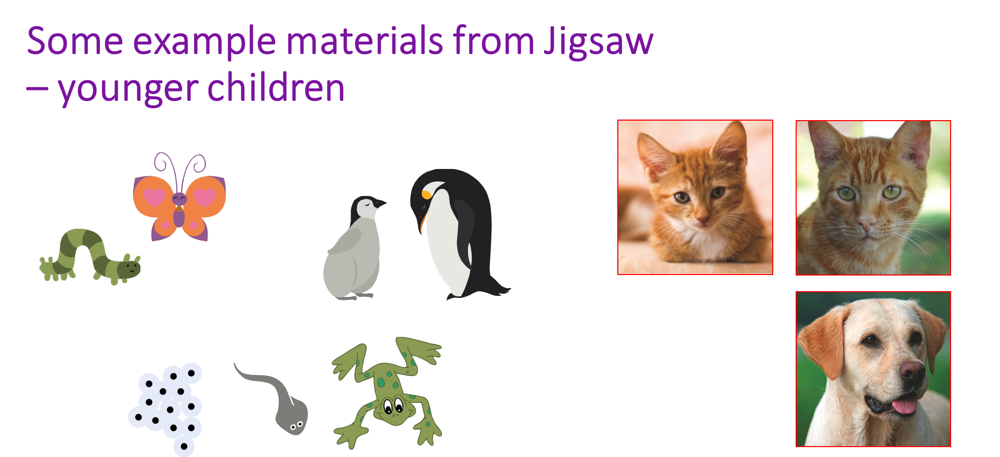 Some example materials from Jigsaw
– younger children